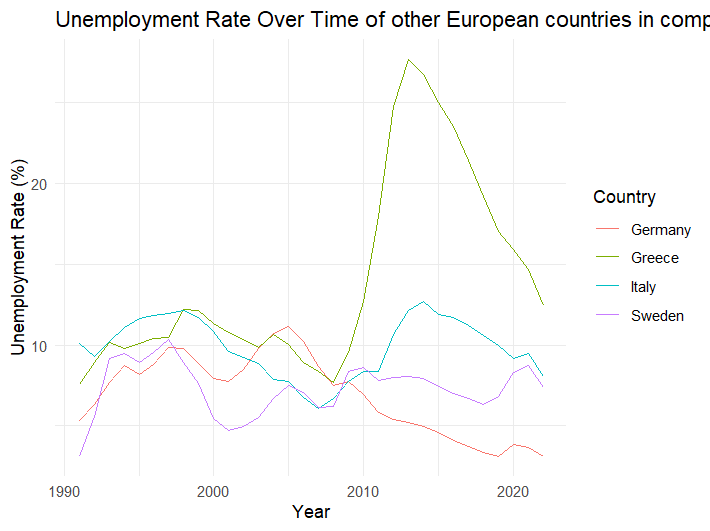 Unemployment Rate Over Time of other European countries in comp
Unemployment Rate (%)
20
10
1990
2000
2010
2020
Year
Country
Germany
Greece
Italy
Sweden